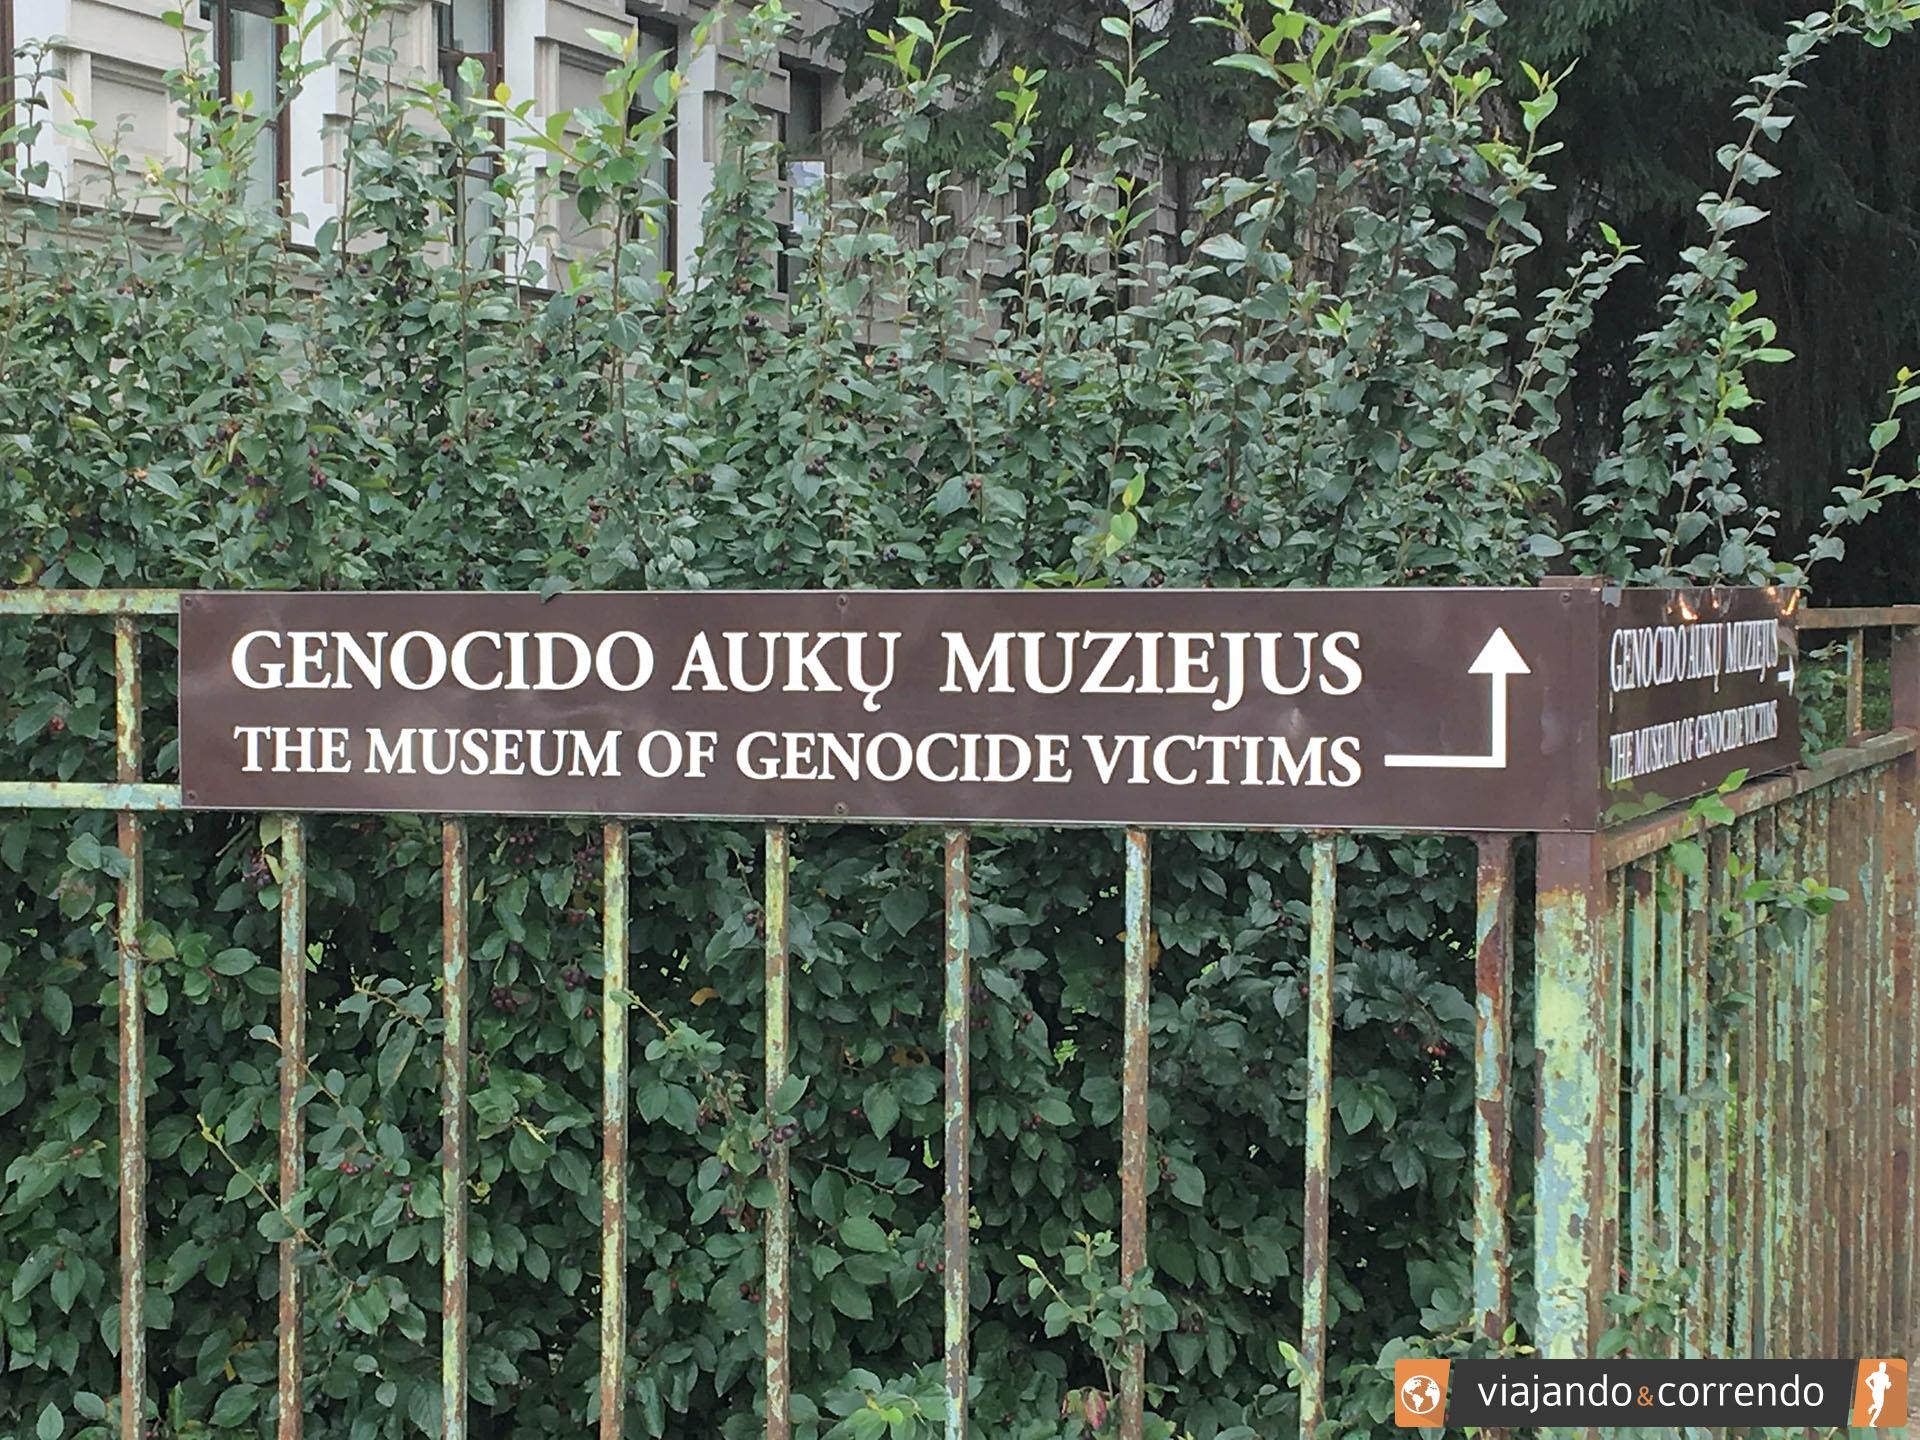 GENOCIDO AUKŲ MUZIEJUS
THE MUSEUM OF GENOCIDE VICTIMS
GENOCIDO AUKŲ MUZIEJUS
THE MUSEUM OF GENOCIDE VICTIMS
viajando&correndo